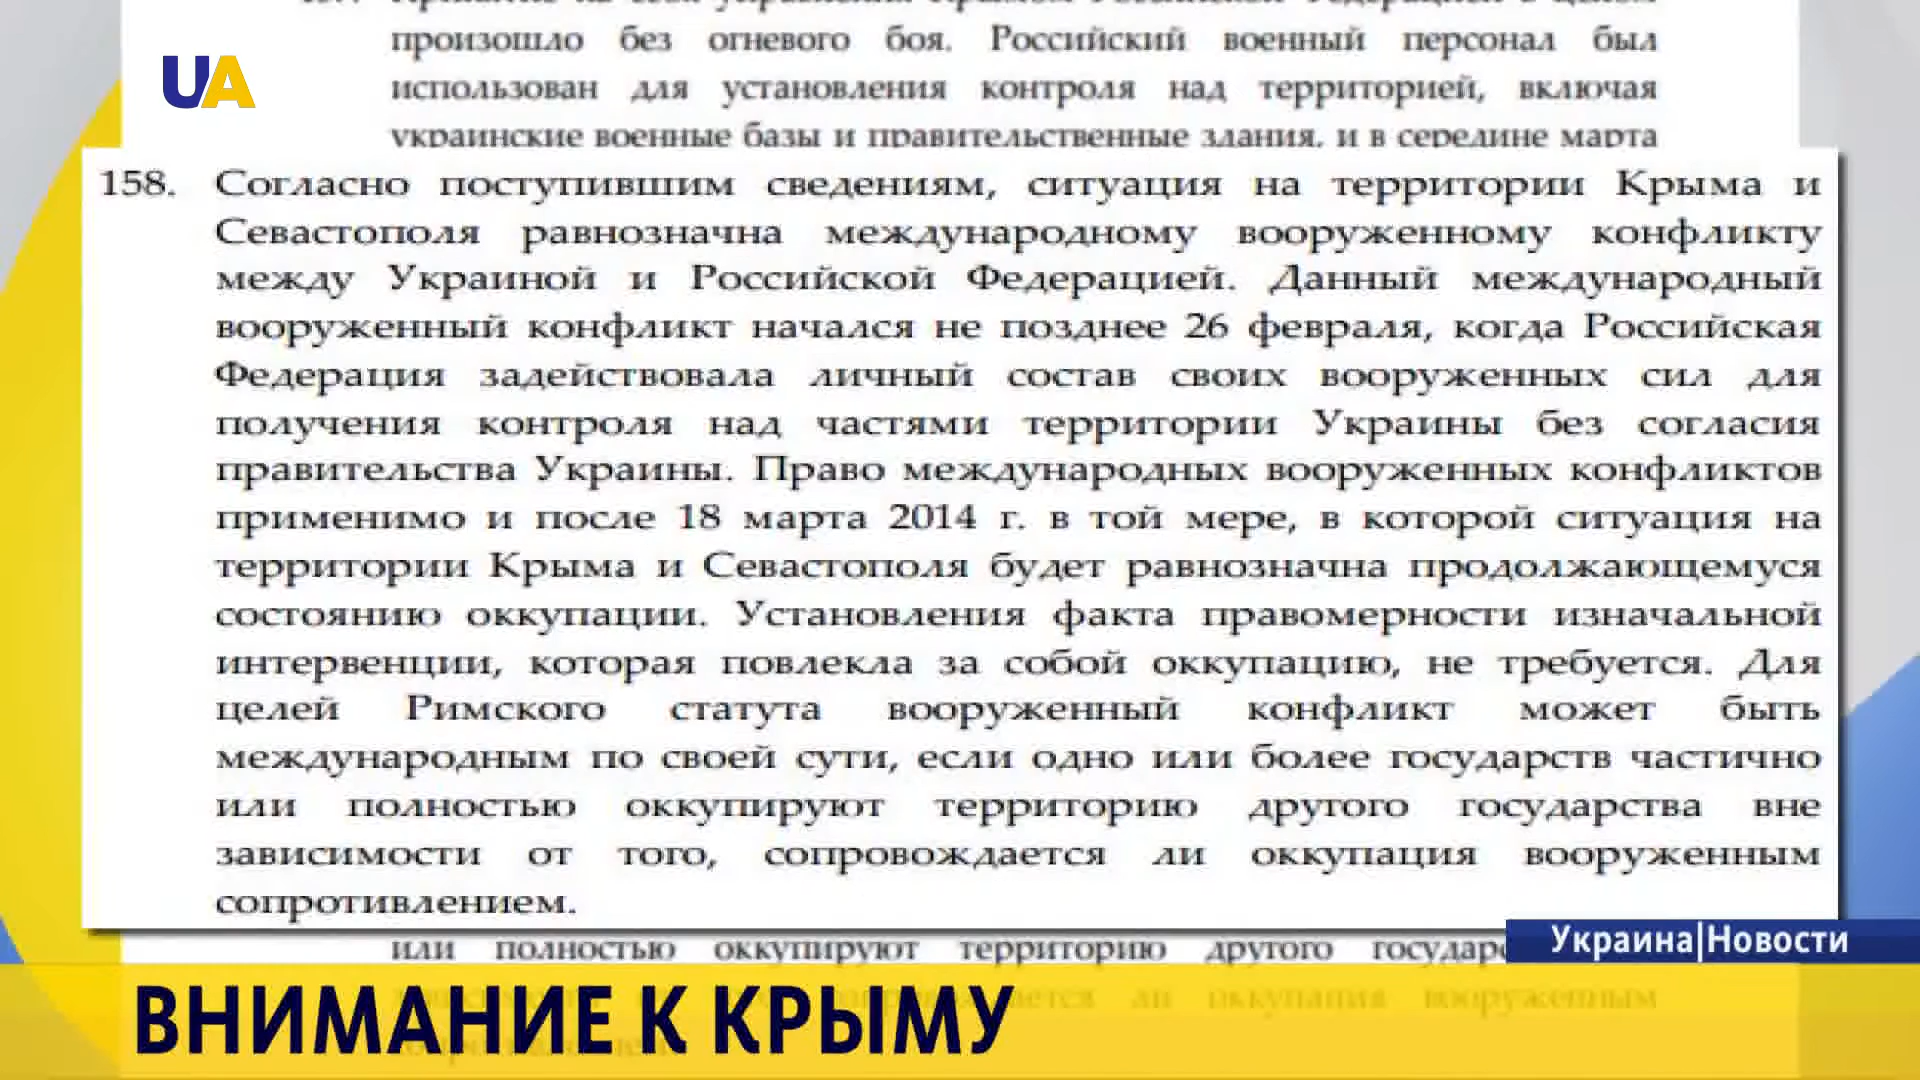 произошло без огневого боя. Российский военный персонал был
UA
использован для установления контроля над территорией, включая
украинские военные базы и правительственные здания, и в середине марта
158. Согласно поступившим сведениям, ситуация на территории Крыма и
Севастополя равнозначна международному вооруженному конфликту
между Украиной и Российской Федерацией. Данный международный
вооруженный конфликт начался не позднее 26 февраля, когда Российская
Федерация задействовала личный состав своих вооруженных сил для
получения контроля над частями территории Украины без согласия
правительства Украины. Право международных вооруженных конфликтов
применимо и после 18 марта 2014 г. в той мере, в которой ситуация на
территории Крыма и Севастополя будет равнозначна продолжающемуся
состоянию оккупации. Установления факта правомерности изначальной
интервенции, которая повлекла за собой оккупацию, не требуется. Для
целей Римского статута вооруженный конфликт может быть
международным по своей сути, если одно или более государств частично
или полностью оккупируют территорию другого государства вне
зависимости от того, сопровождается ли оккупация вооруженным
сопротивлением.
или полностью оккупируют территорию другого
Украина|Новости
ли оккупация вооруженным
ВНИМАНИЕ К КРЫМУ